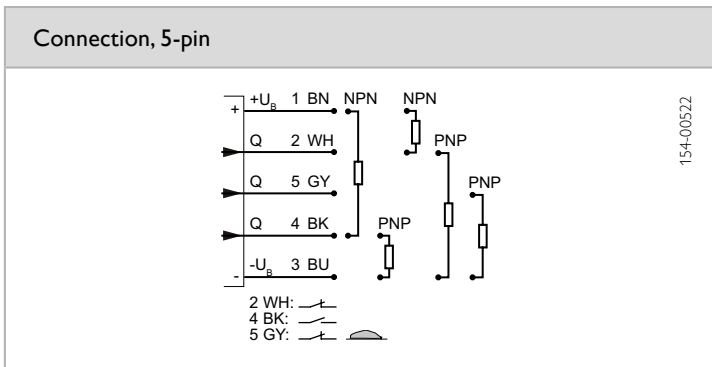 Connection, 5-pin
+U_B 1 BN NPN NPN
+
Q 2 WH PNP
Q 5 GY PNP
Q 4 BK PNP
-U_B 3 BU
-
2 WH:
4 BK:
5 GY:
154-00522